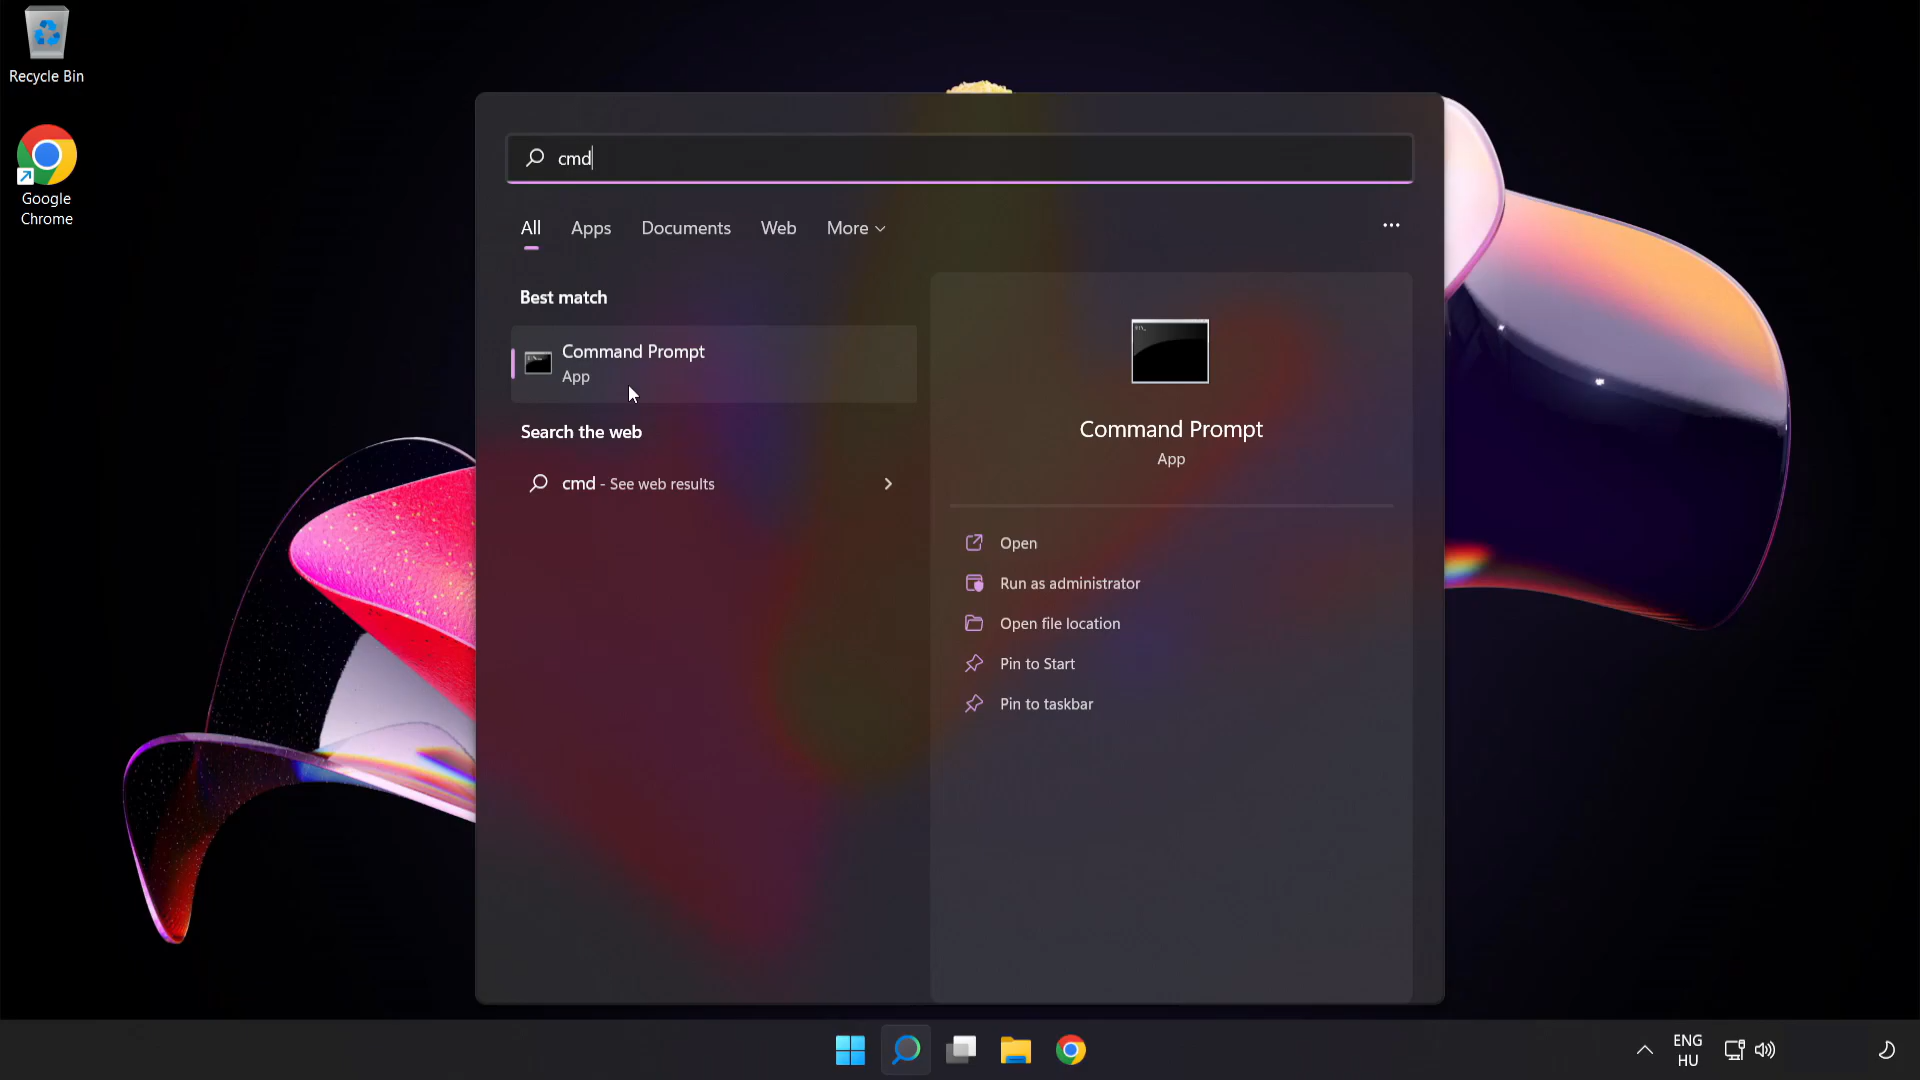 Recycle Bin
Google
Chrome
cmd
All Apps Documents Web More
Best match
Command Prompt
App
Search the web
cmd - See web results
Command Prompt
App
Open
Run as administrator
Open file location
Pin to Start
Pin to taskbar
ENG
HU